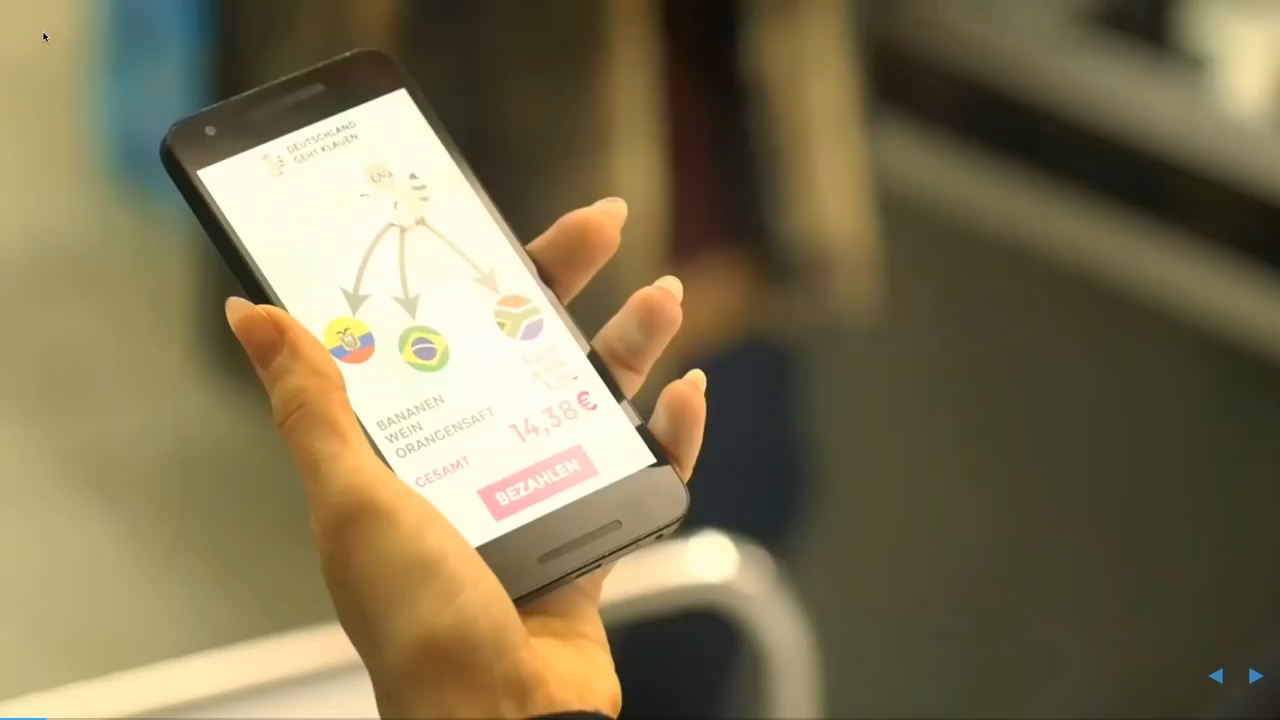 DEUTSCHLAND
GEHT KLAUEN
BANANEN
WEIN
ORANGENSAFT
14,38€
GESAMT
BEZAHLEN